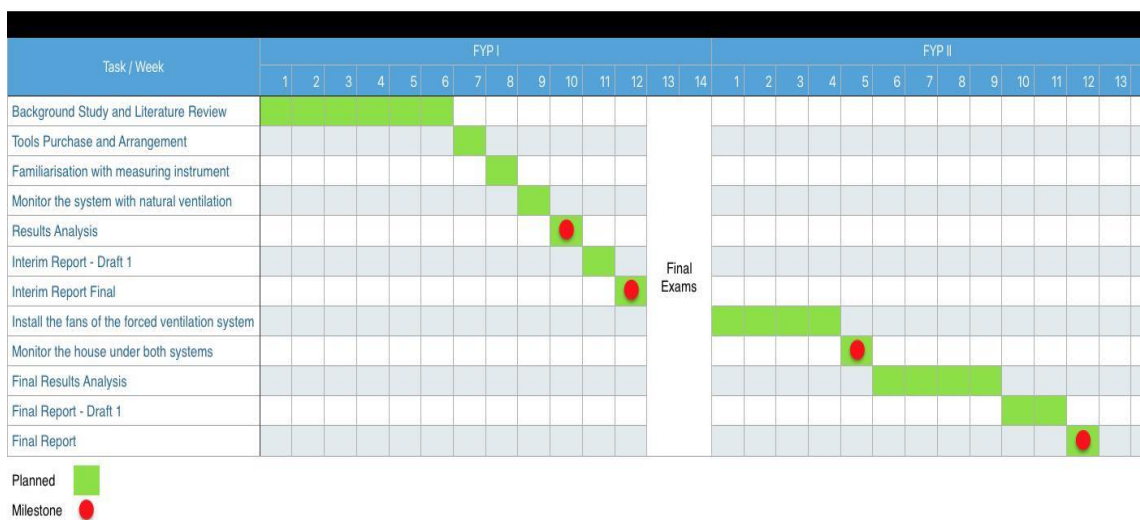 FYP I
FYP II
Task / Week
1 2 3 4 5 6 7 8 9 10 11 12 13 14 1 2 3 4 5 6 7 8 9 10 11 12 13
Background Study and Literature Review
Tools Purchase and Arrangement
Familiarisation with measuring instrument
Monitor the system with natural ventilation
Results Analysis
Interim Report - Draft 1
Interim Report Final
Final
Exams
Install the fans of the forced ventilation system
Monitor the house under both systems
Final Results Analysis
Final Report - Draft 1
Final Report
Planned
Milestone